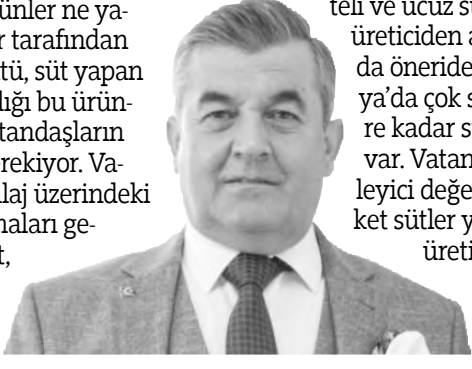 ünler ne ya-
r tarafından
tü, süt yapan
lığı bu ürün-
tandaşların
rekiyor. Va-
laj üzerindeki
maları ge-
t,
teli ve ucuz s
üreticiden a
da öneride
ya’da çok s
re kadar s
var. Vatan
leyici değe
ket sütler y
üreti